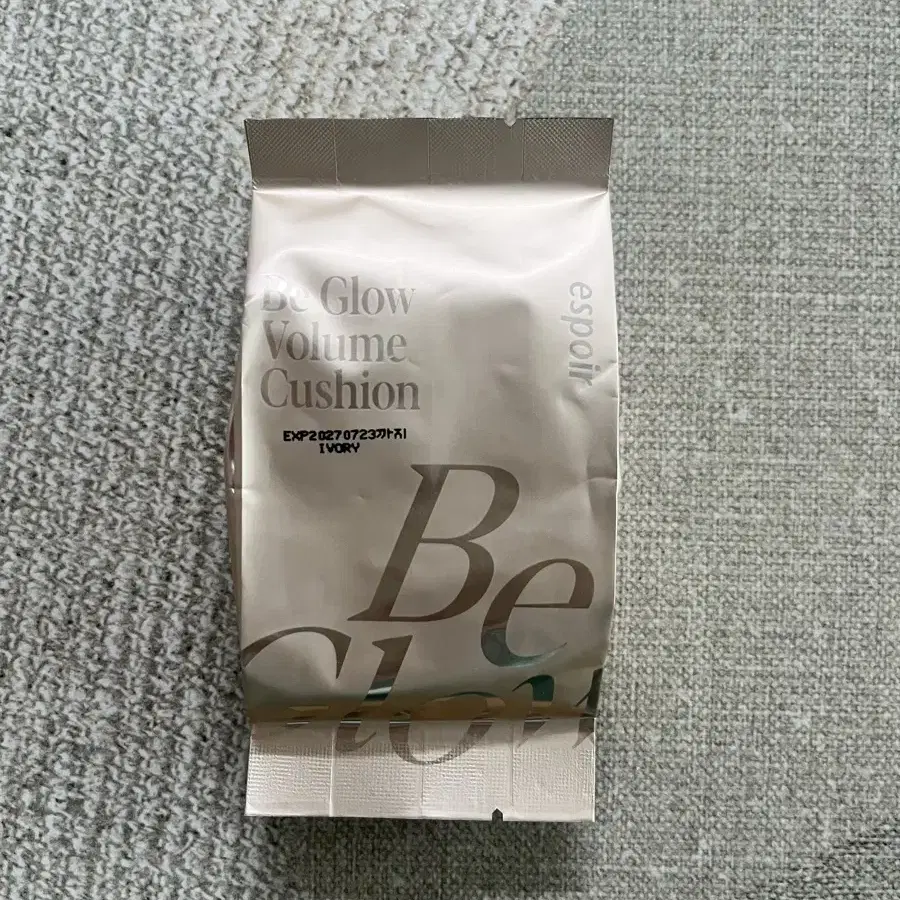 Be Glow
Volume
Cushion
espoir
EXP20270723까지
IVORY
Be
Glow